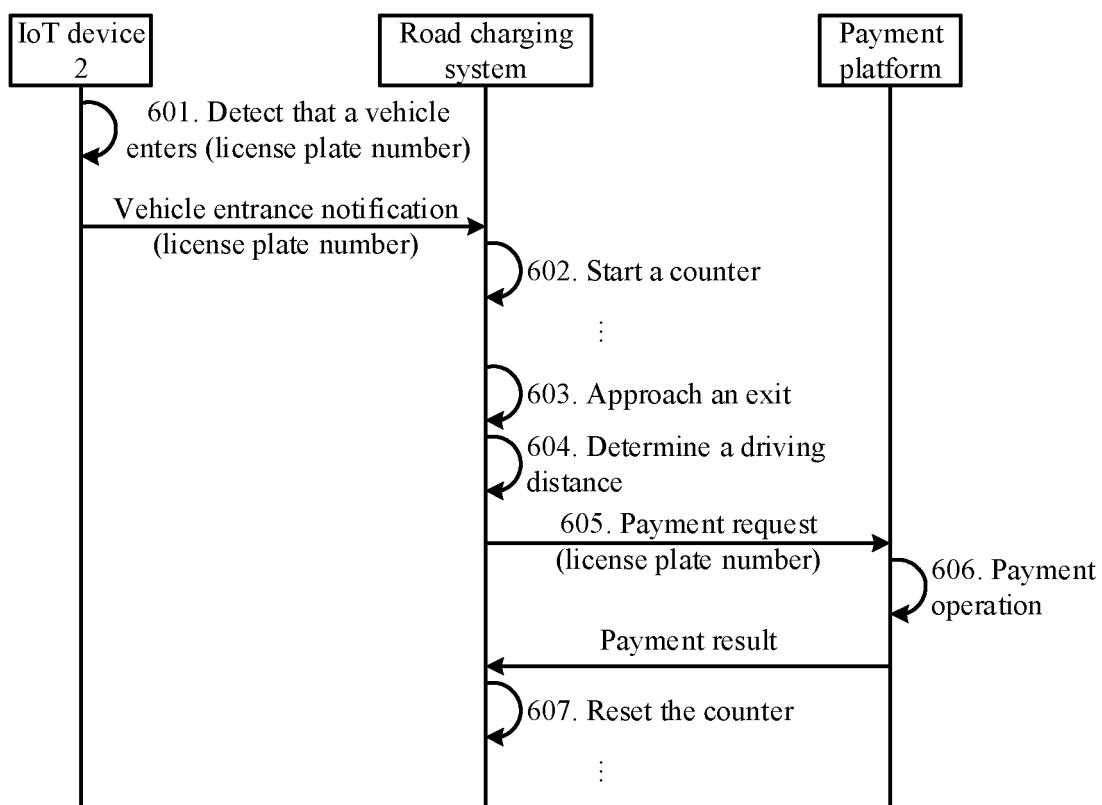 IoT device
2
Road charging
system
Payment
platform
601. Detect that a vehicle
enters (license plate number)
Vehicle entrance notification
(license plate number)
602. Start a counter
⋮
603. Approach an exit
604. Determine a driving
distance
605. Payment request
(license plate number)
606. Payment
operation
Payment result
607. Reset the counter
⋮